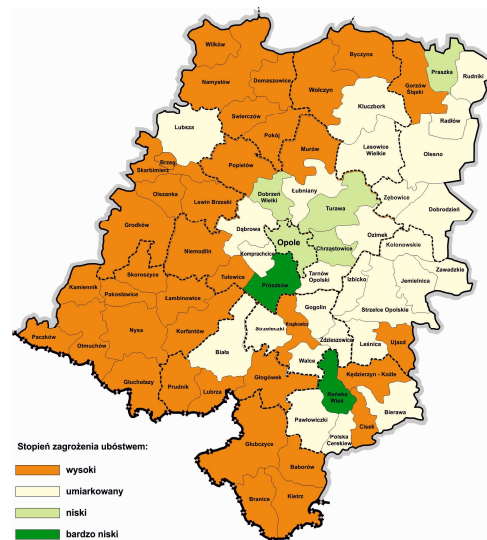 Wilków
Byczyna
Praszka
Rudniki
Namysłów
Domaszowice
Wołczyn
Gorzów
Śląski
Kluczbork
Świerczów
Radłów
Lubsza
Pokój
Murów
Lasowice
Wielkie
Olesno
Brzeg
Skarbimierz
Popielów
Dobrzeń
Wielki
Łubniany
Zębowice
Olszanka
Lewin Brzeski
Turawa
Dobrodzień
Grodków
Dąbrowa
Opole
Ozimek
Niemodlin
Komprachcice
Chrząstowice
Kolonowskie
Skoroszyce
Tułowice
Tarnów
Opolski
Zawadzkie
Kamiennik
Pakosławice
Łambinowice
Prószków
Izbicko
Jemielnica
Gogolin
Strzelce Opolskie
Paczków
Nysa
Korfantów
Strzeleczki
Krapkowice
Otmuchów
Biała
Zdzieszowice
Leśnica
Ujazd
Głuchołazy
Prudnik
Lubrza
Głogówek
Walce
Kędzierzyn - Koźle
Reńska
Wieś
Bierawa
Pawłowiczki
Cisek
Polska
Cerekiew
Głubczyce
Baborów
Branice
Kietrz
Stopień zagrożenia ubóstwem:
wysoki
umiarkowany
niski
bardzo niski